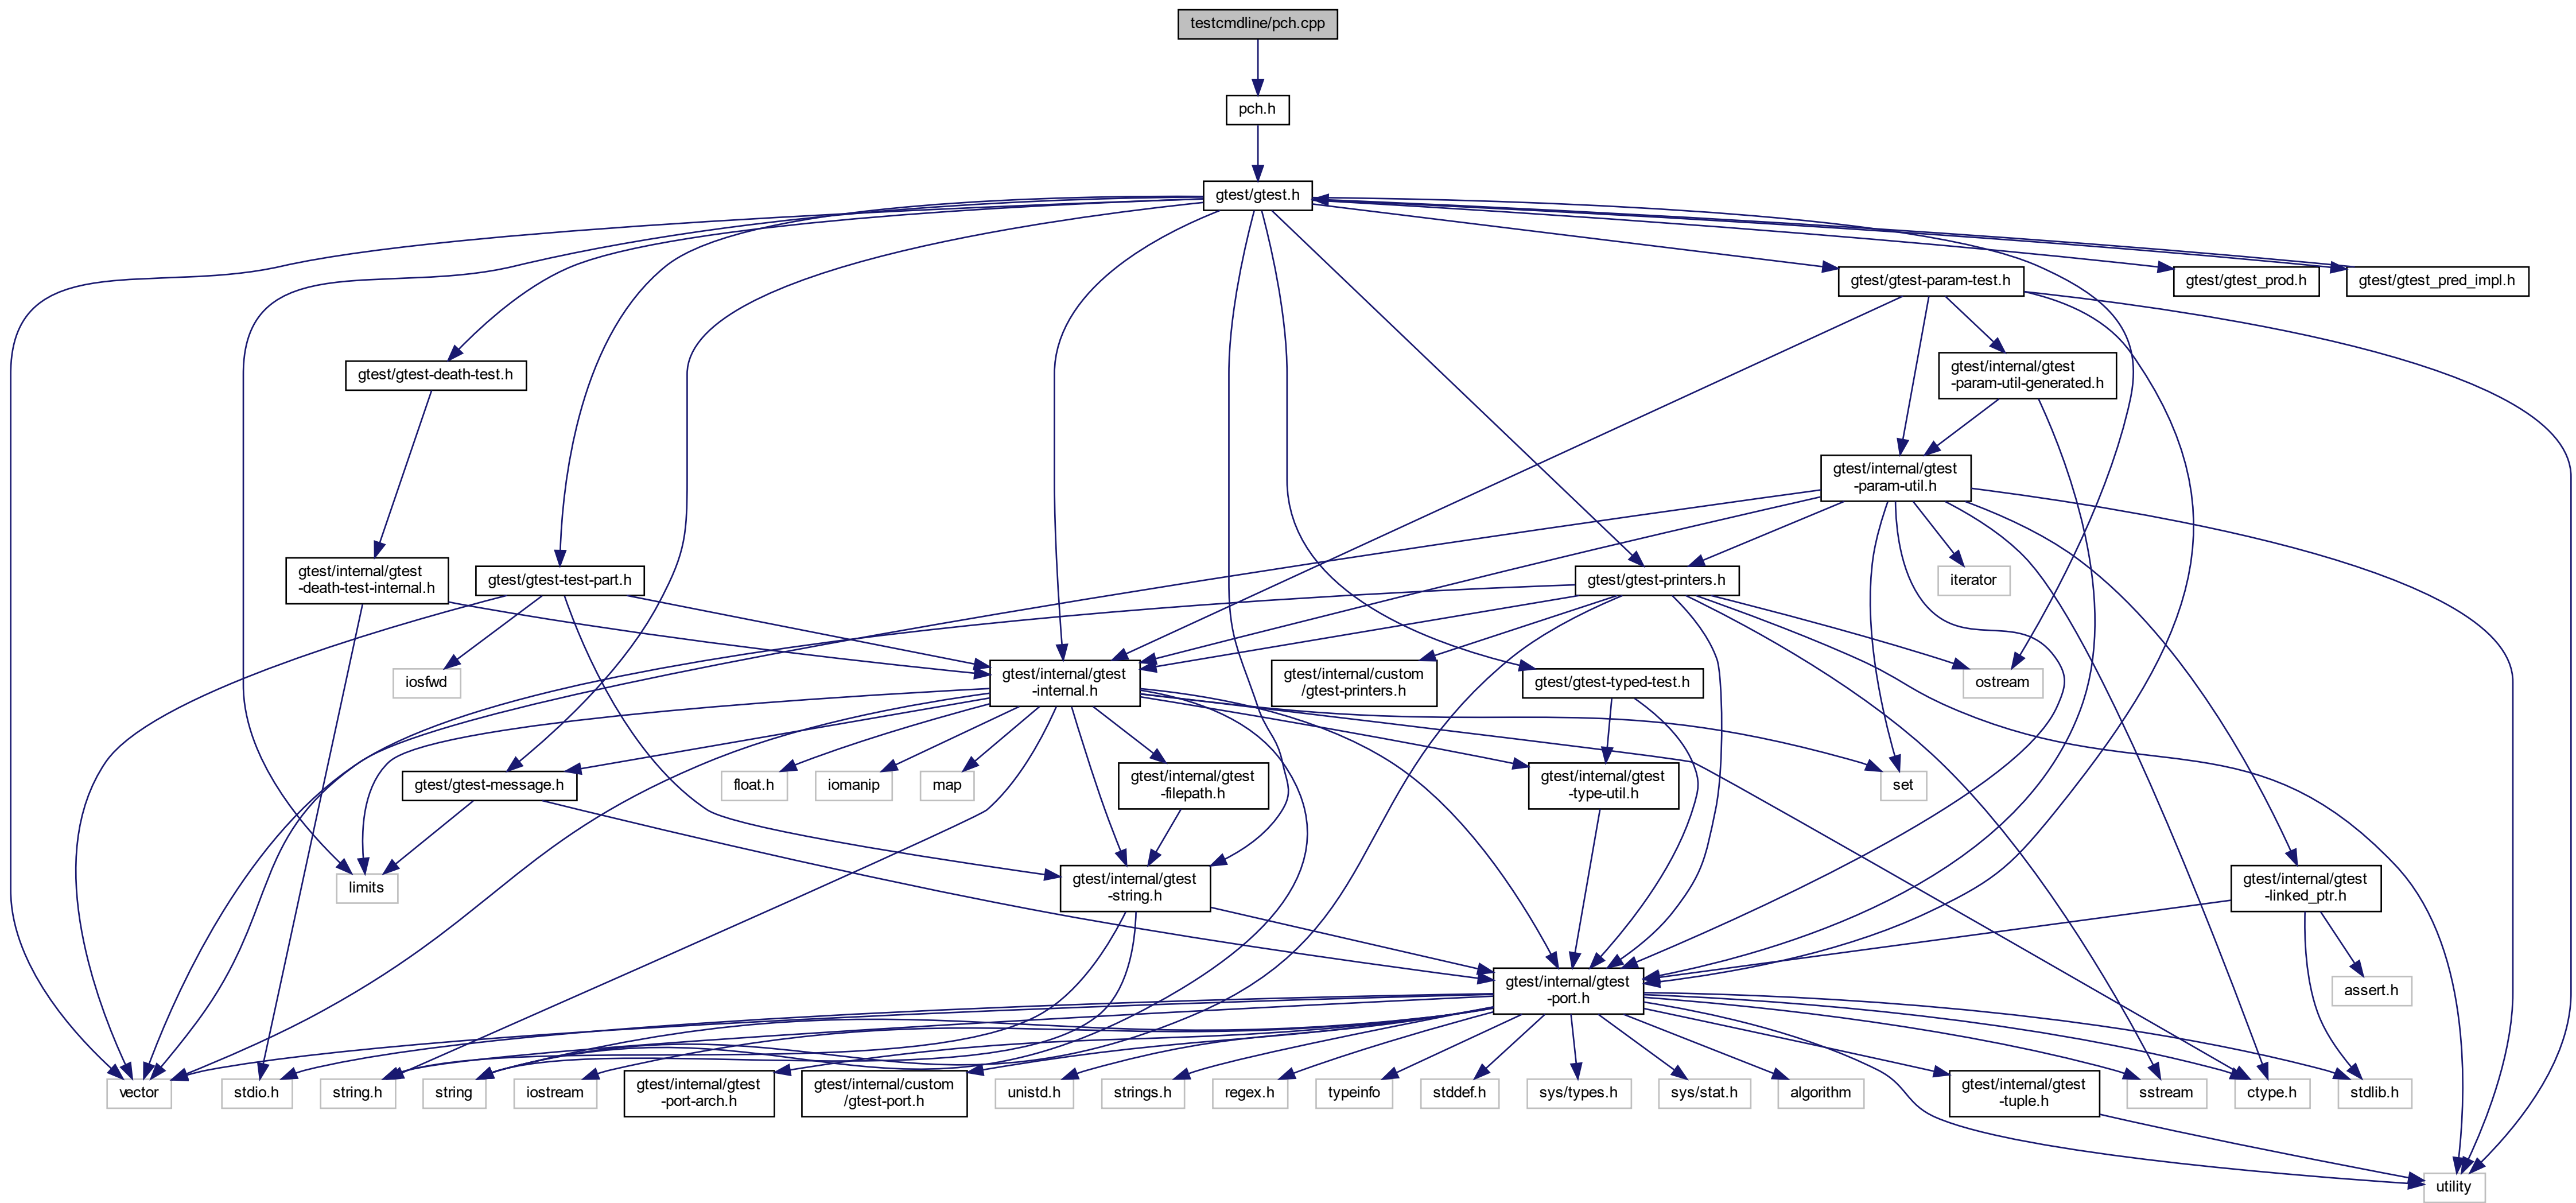 testcmdline/pch.cpp
pch.h
gtest/gtest.h
gtest/gtest-param-test.h
gtest/gtest_prod.h
gtest/gtest_pred_impl.h
gtest/gtest-death-test.h
gtest/internal/gtest
-param-util-generated.h
gtest/internal/gtest
-param-util.h
gtest/internal/gtest
-death-test-internal.h
gtest/gtest-test-part.h
gtest/gtest-printers.h
iterator
iosfwd
gtest/internal/gtest
-internal.h
gtest/internal/custom
/gtest-printers.h
gtest/gtest-typed-test.h
ostream
gtest/gtest-message.h
float.h
iomanip
map
gtest/internal/gtest
-filepath.h
gtest/internal/gtest
-type-util.h
set
limits
gtest/internal/gtest
-string.h
gtest/internal/gtest
-linked_ptr.h
gtest/internal/gtest
-port.h
assert.h
vector
stdio.h
string.h
string
iostream
gtest/internal/gtest
-port-arch.h
gtest/internal/custom
/gtest-port.h
unistd.h
strings.h
regex.h
typeinfo
stddef.h
sys/types.h
sys/stat.h
algorithm
gtest/internal/gtest
-tuple.h
sstream
ctype.h
stdlib.h
utility